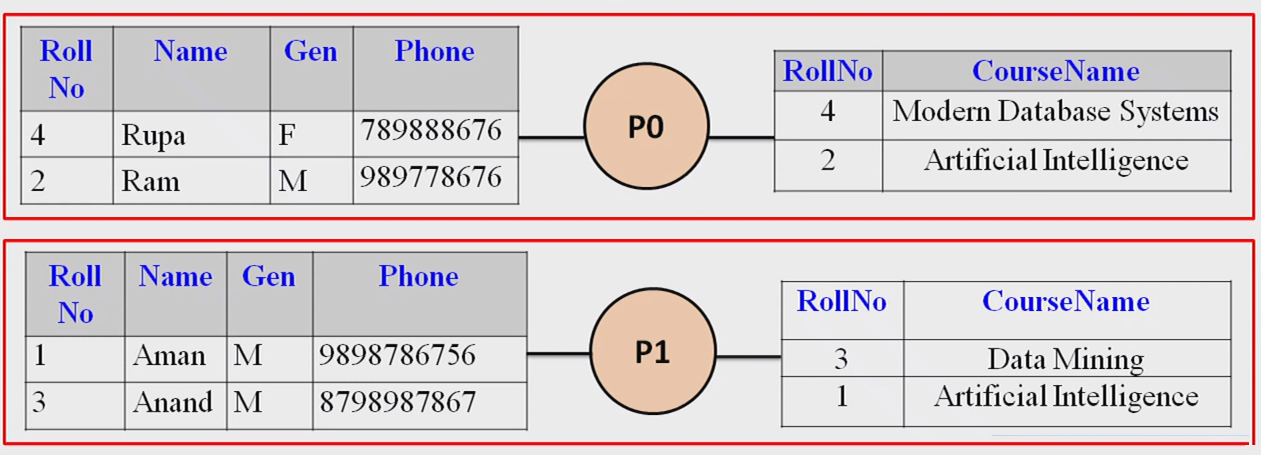 Roll No Name Gen Phone
4 Rupa F 789888676
2 Ram M 989778676
P0
RollNo CourseName
4 Modern Database Systems
2 Artificial Intelligence
Roll No Name Gen Phone
1 Aman M 9898786756
3 Anand M 8798987867
P1
RollNo CourseName
3 Data Mining
1 Artificial Intelligence